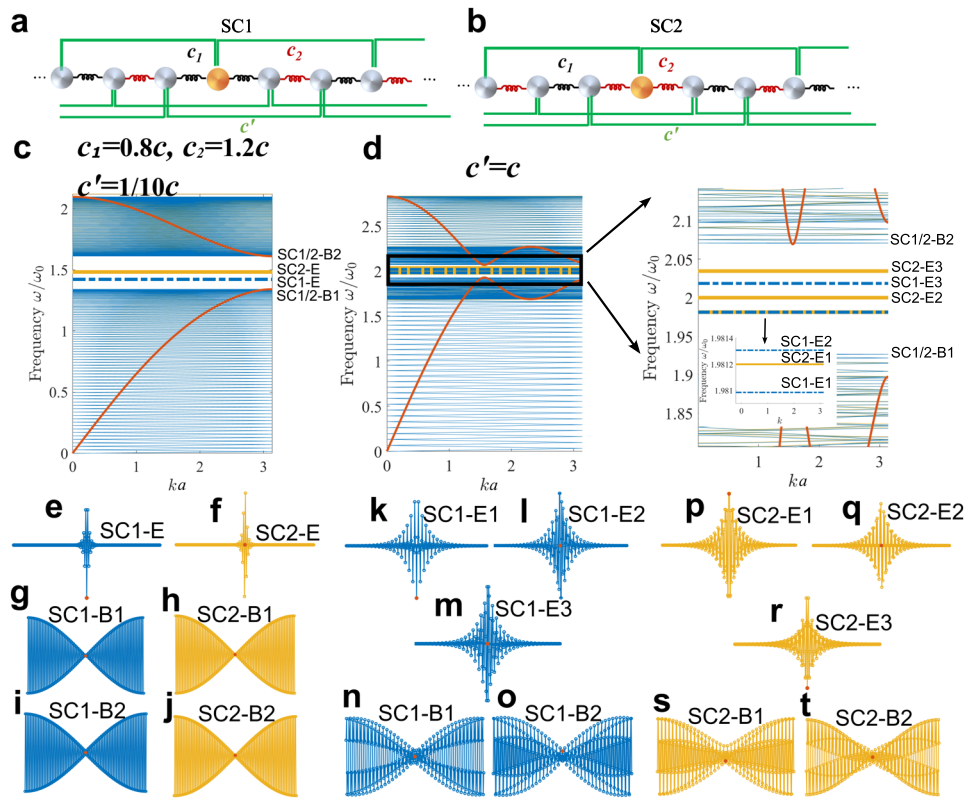 a
SC1
c₁
c₂
...
...
c'
b
SC2
c₁
c₂
...
...
c'
c
c₁=0.8c, c₂=1.2c
c'=1/10c
Frequency ω/ω₀
2
1.5
1
0.5
0
0
1
2
3
ka
SC1/2-B2
SC2-E
SC1-E
SC1/2-B1
d
c'=c
Frequency ω/ω₀
2.5
2
1.5
1
0.5
0
0
1
2
3
ka
Frequency ω/ω₀
2.1
2.05
2
1.95
1.9
1.85
1
2
3
ka
SC1/2-B2
SC2-E3
SC1-E3
SC2-E2
SC1/2-B1
Frequency ω/ω₀
1.9814
1.9812
1.981
0
1
2
3
k
SC1-E2
SC2-E1
SC1-E1
e
SC1-E
f
SC2-E
g
SC1-B1
h
SC2-B1
i
SC1-B2
j
SC2-B2
k
SC1-E1
l
SC1-E2
m
SC1-E3
n
SC1-B1
o
SC1-B2
p
SC2-E1
q
SC2-E2
r
SC2-E3
s
SC2-B1
t
SC2-B2